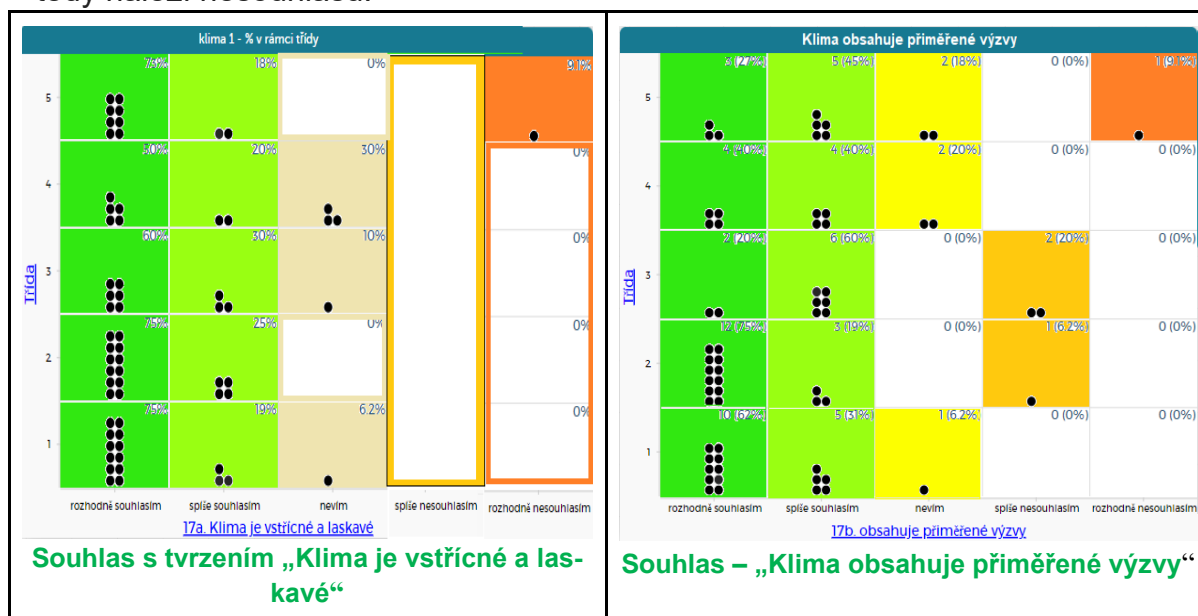 klima 1 - % v rámci třídy
5
73%
18%
0%
9.1%
4
50%
20%
30%
0%
3
60%
30%
10%
0%
2
75%
25%
0%
0%
1
75%
19%
6.2%
0%
Třída
rozhodně souhlasím
spíše souhlasím
nevím
spíše nesouhlasím
rozhodně nesouhlasím
17a. Klima je vstřícné a laskavé
Souhlas s tvrzením „Klima je vstřícné a las-
kavé“
Klima obsahuje přiměřené výzvy
5
3 (27%)
5 (45%)
2 (18%)
0 (0%)
1 (9.1%)
4
4 (40%)
4 (40%)
2 (20%)
0 (0%)
0 (0%)
3
2 (20%)
6 (60%)
0 (0%)
2 (20%)
0 (0%)
2
12 (75%)
3 (19%)
0 (0%)
1 (6.2%)
0 (0%)
1
10 (62%)
5 (31%)
1 (6.2%)
0 (0%)
0 (0%)
Třída
rozhodně souhlasím
spíše souhlasím
nevím
spíše nesouhlasím
rozhodně nesouhlasím
17b. obsahuje přiměřené výzvy
Souhlas – „Klima obsahuje přiměřené výzvy“